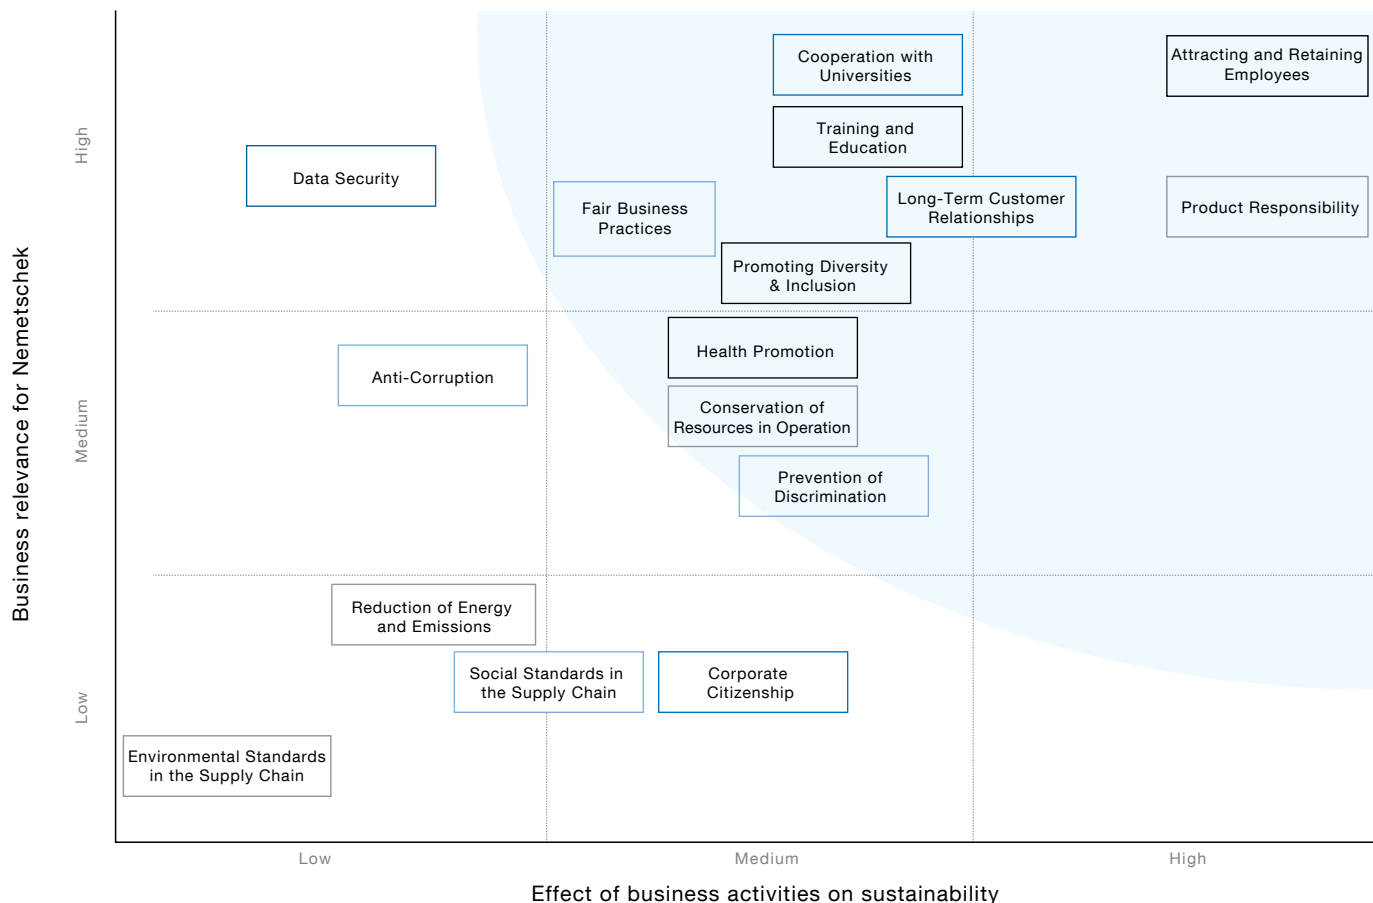 Business relevance for Nemetschek
High
Medium
Low
Cooperation with
Universities
Attracting and Retaining
Employees
Training and
Education
Data Security
Fair Business
Practices
Long-Term Customer
Relationships
Product Responsibility
Promoting Diversity
& Inclusion
Health Promotion
Anti-Corruption
Conservation of
Resources in Operation
Prevention of
Discrimination
Reduction of Energy
and Emissions
Social Standards in
the Supply Chain
Corporate
Citizenship
Environmental Standards
in the Supply Chain
Low
Medium
High
Effect of business activities on sustainability